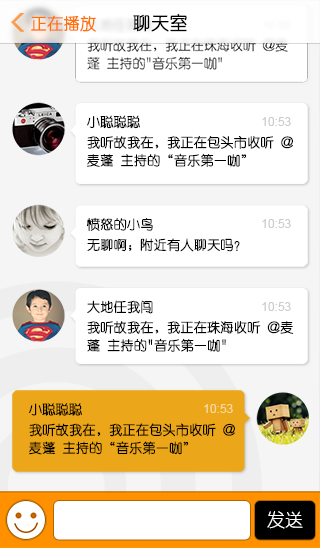 正在播放
聊天室
我听故我在，我正在珠海收听 @麦
蓬 主持的"音乐第一咖"
小聪聪聪
10:53
我听故我在，我正在包头市收听 @
麦蓬 主持的“音乐第一咖”
愤怒的小鸟
10:53
无聊啊；附近有人聊天吗？
大地任我闯
10:53
我听故我在，我正在珠海收听 @麦
蓬 主持的"音乐第一咖"
小聪聪聪
10:53
我听故我在，我正在包头市收听 @
麦蓬 主持的“音乐第一咖”
发送